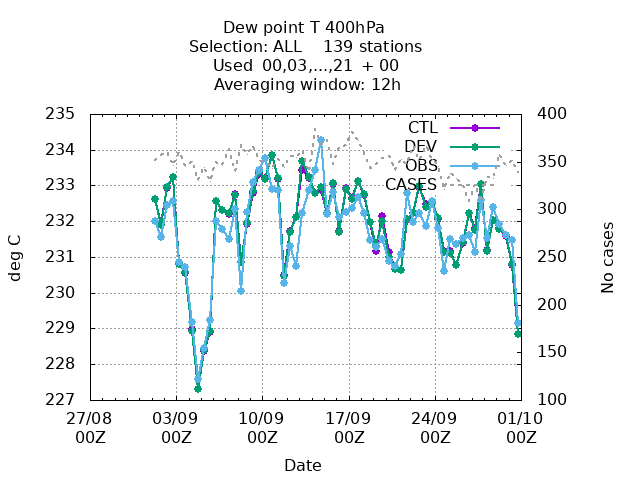 Dew point T 400hPa
Selection: ALL 139 stations
Used 00,03,...,21 + 00
Averaging window: 12h
235 400
CTL
234 DEV 350
OBS
233 CASES
232 300
231 250
230 200
229 150
228
227 100
deg C
No cases
27/08 03/09 10/09 17/09 24/09 01/10
00Z 00Z 00Z 00Z 00Z 00Z
Date